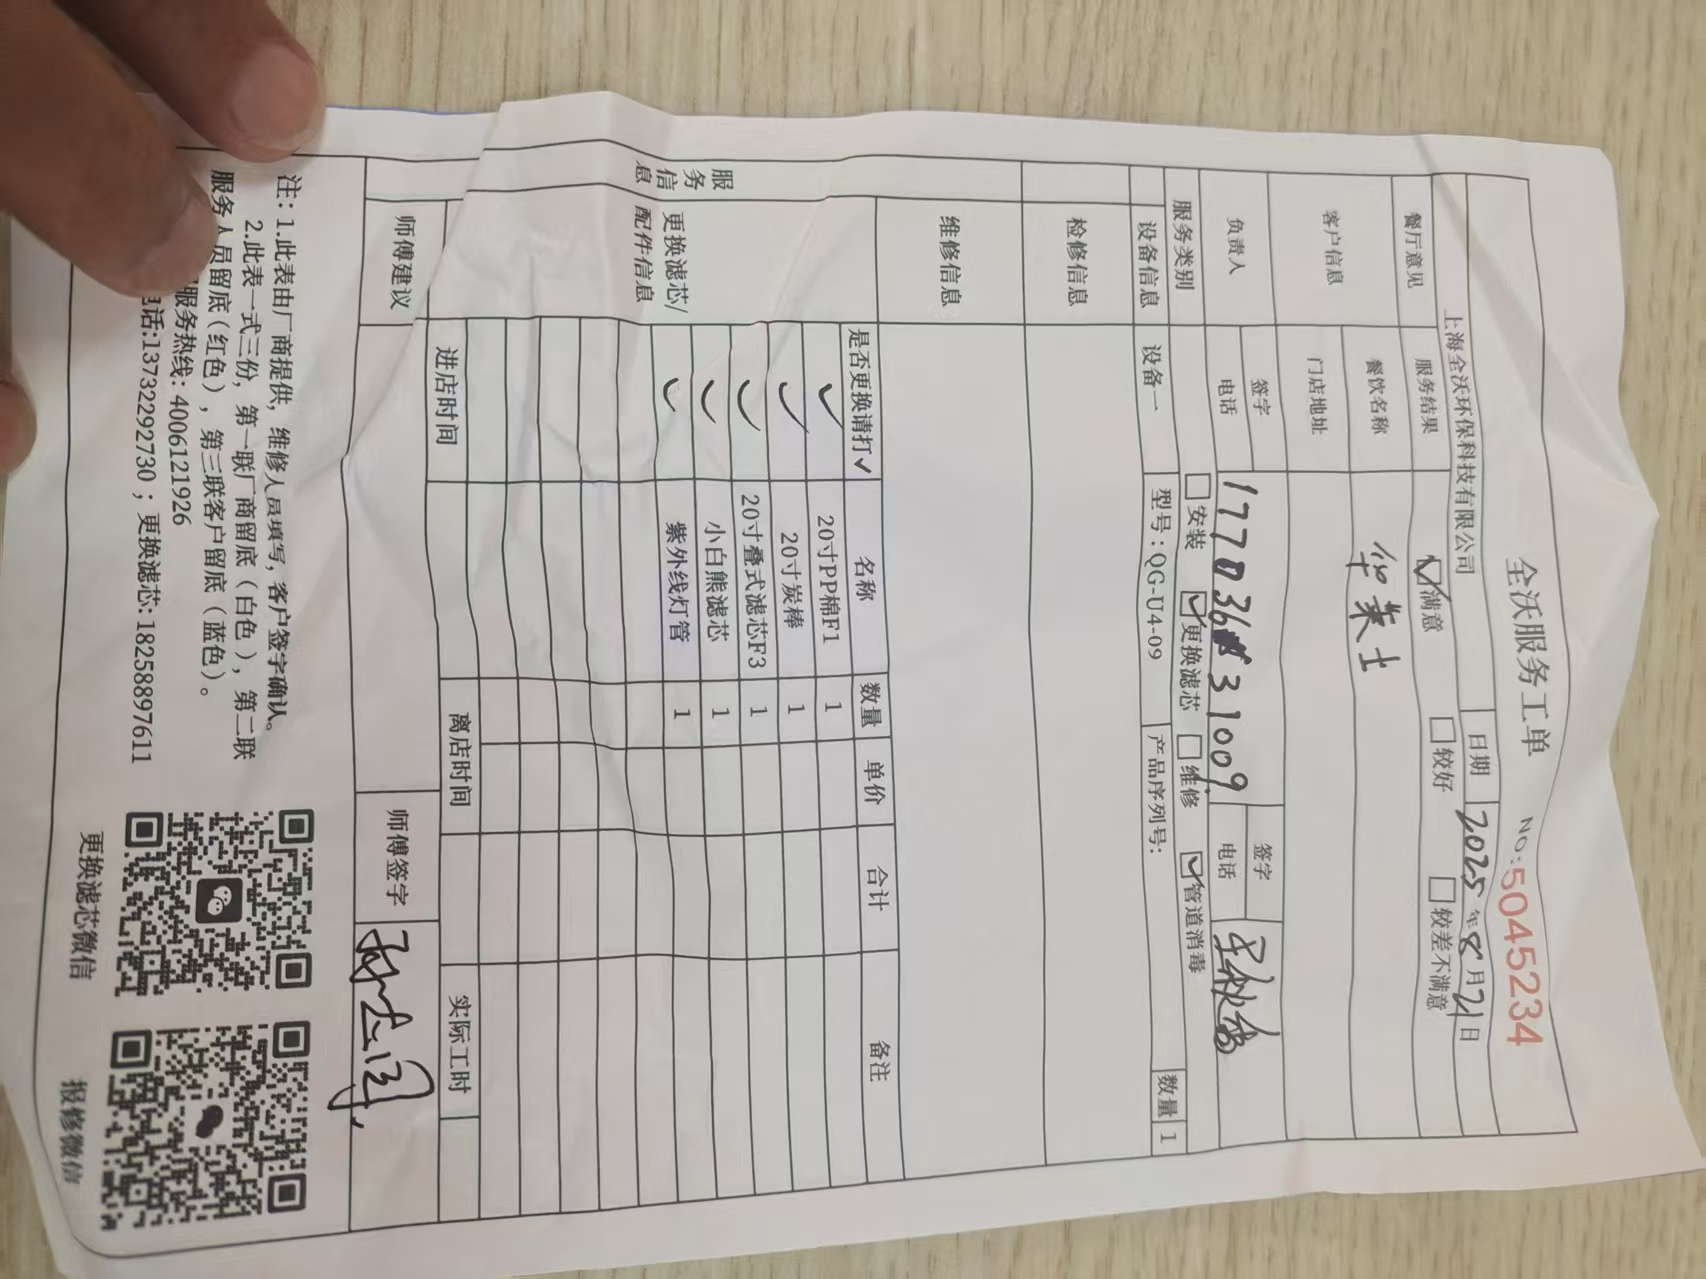 全沃服务工单 NO:5045234
上海全沃环保科技有限公司 日期 2025年8月21日
餐厅意见 服务结果 ☑满意 □较好 □较差不满意
客户信息 餐饮名称 华莱士
门店地址
负责人 签字 签字
电话 电话
服务类别 □安装 ☑更换滤芯 □维修 ☑管道消毒
设备信息 设备一 型号:QG-U4-09 产品序列号: 数量 1
检修信息
维修信息
服务信息
更换滤芯/配件信息 是否更换请打✓ 名称 数量 单价 合计 备注
✓ 20寸PP棉F1 1
✓ 20寸炭棒 1
✓ 20寸叠式滤芯F3 1
✓ 小白熊滤芯 1
✓ 紫外线灯管 1
进店时间 离店时间 实际工时
师傅建议 师傅签字
注: 1.此表由厂商提供, 维修人员填写, 客户签字确认。
2.此表一式三份, 第一联厂商留底(白色), 第二联
服务人员留底(红色), 第三联客户留底(蓝色)。
服务热线: 4006121926
话:13732292730; 更换滤芯:18258897611
更换滤芯微信 报修微信